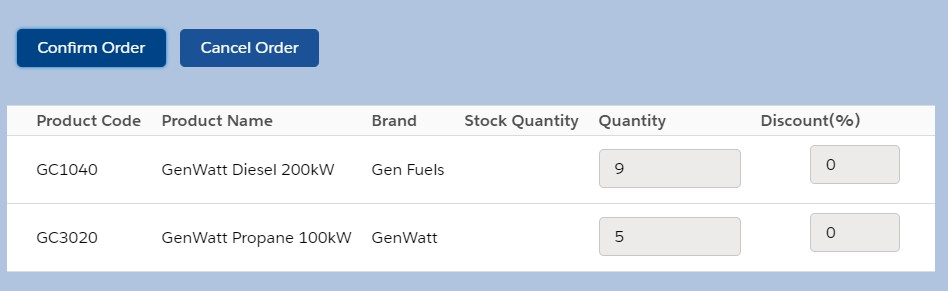 Confirm Order Cancel Order
Product Code Product Name Brand Stock Quantity Quantity Discount(%)
GC1040 GenWatt Diesel 200kW Gen Fuels 9 0
GC3020 GenWatt Propane 100kW GenWatt 5 0